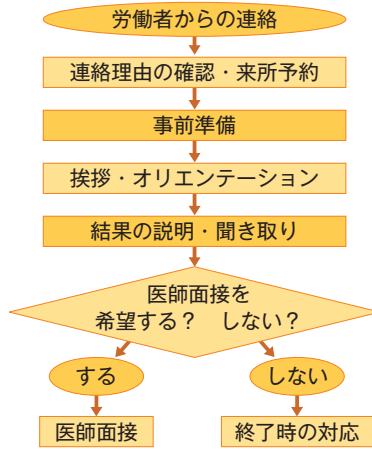 労働者からの連絡
連絡理由の確認・来所予約
事前準備
挨拶・オリエンテーション
結果の説明・聞き取り
医師面接を
希望する？　しない？
する
しない
医師面接
終了時の対応